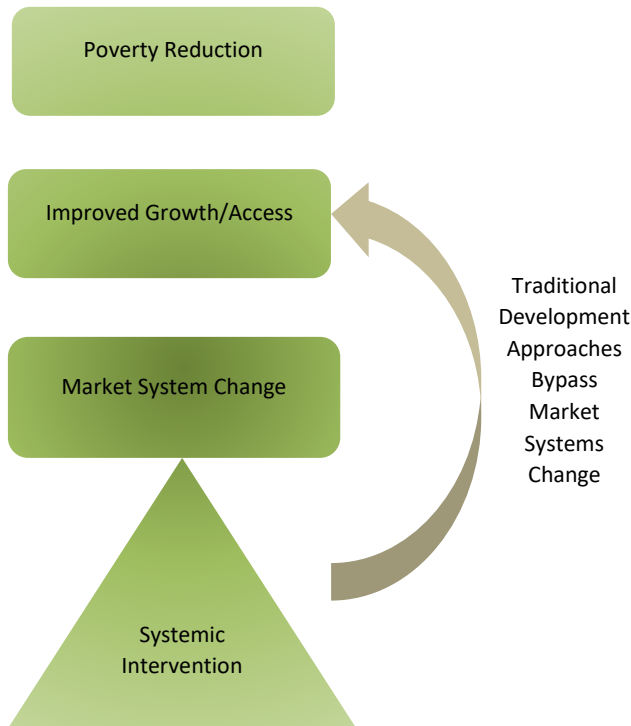 Poverty Reduction
Improved Growth/Access
Traditional
Development
Approaches
Bypass
Market
Systems
Change
Market System Change
Systemic
Intervention